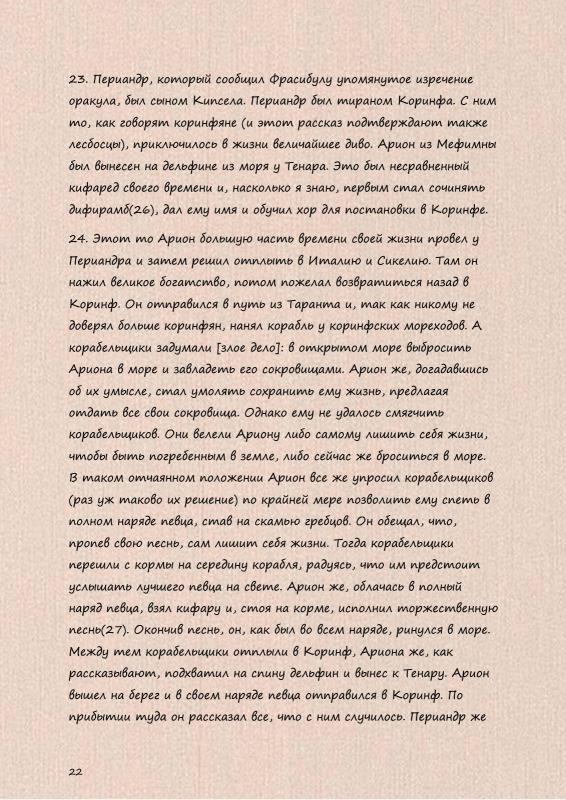 23. Периандр, который сообщил Фрасибулу упомянутое изречение
оракула, был сыном Кипсела. Периандр был тираном Коринфа. С ним
то, как говорят коринфяне (и этот рассказ подтверждают также
лесбосцы), приключилось в жизни величайшее диво. Арион из Мефимны
был вынесен на дельфине из моря у Тенара. Это был несравненный
кифаред своего времени и, насколько я знаю, первым стал сочинять
дифирамб(26), дал ему имя и обучил хор для постановки в Коринфе.
24. Этот то Арион большую часть времени своей жизни провел у
Периандра и затем решил отплыть в Италию и Сикелию. Там он
нажил великое богатство, потом пожелал возвратиться назад в
Коринф. Он отправился в путь из Таранта и, так как никому не
доверял больше коринфян, нанял корабль у коринфских мореходов. А
корабельщики задумали [злое дело]: в открытом море выбросить
Ариона в море и завладеть его сокровищами. Арион же, догадавшись
об их умысле, стал умолять сохранить ему жизнь, предлагая
отдать все свои сокровища. Однако ему не удалось смягчить
корабельщиков. Они велели Ариону либо самому лишить себя жизни,
чтобы быть погребенным в земле, либо сейчас же броситься в море.
В таком отчаянном положении Арион все же упросил корабельщиков
(раз уж таково их решение) по крайней мере позволить ему спеть в
полном наряде певца, став на скамью гребцов. Он обещал, что,
пропев свою песнь, сам лишит себя жизни. Тогда корабельщики
перешли с кормы на середину корабля, радуясь, что им предстоит
услышать лучшего певца на свете. Арион же, облачась в полный
наряд певца, взял кифару и, стоя на корме, исполнил торжественную
песнь(27). Окончив песнь, он, как был во всем наряде, ринулся в море.
Между тем корабельщики отплыли в Коринф, Ариона же, как
рассказывают, подхватил на спину дельфин и вынес к Тенару. Арион
вышел на берег и в своем наряде певца отправился в Коринф. По
прибытии туда он рассказал все, что с ним случилось. Периандр же
22